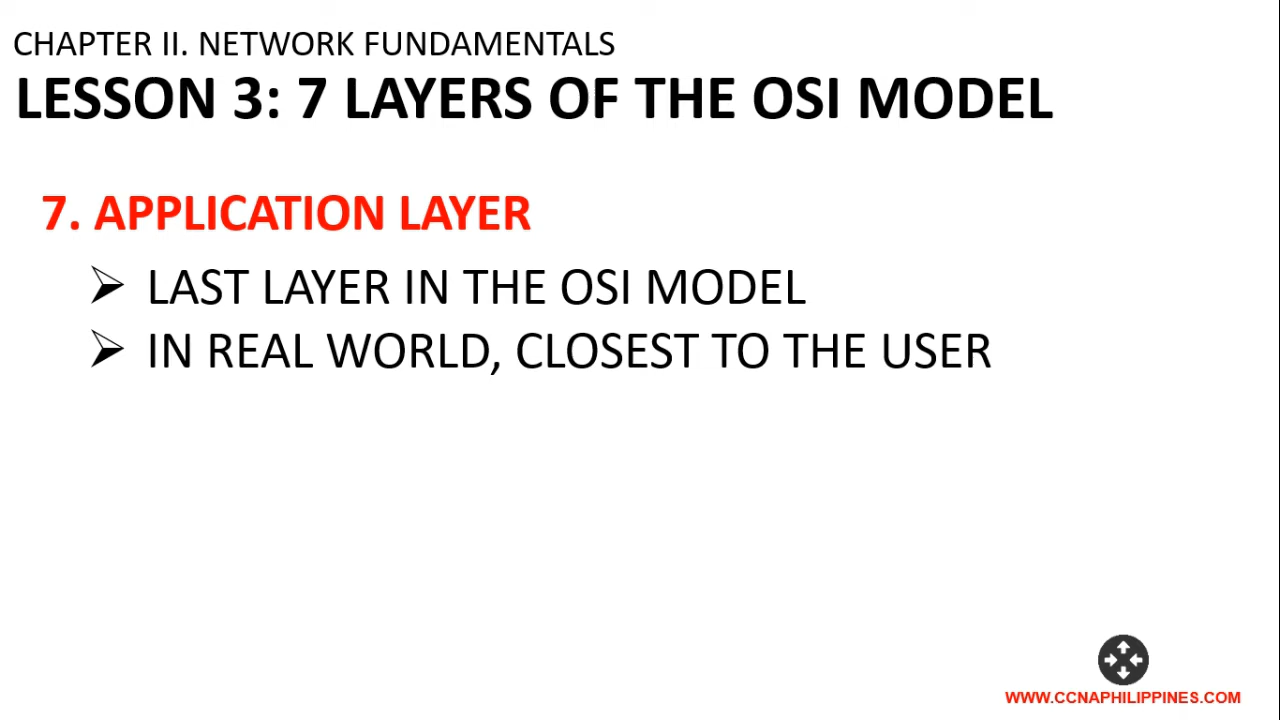 CHAPTER II. NETWORK FUNDAMENTALS
LESSON 3: 7 LAYERS OF THE OSI MODEL
7. APPLICATION LAYER
➢ LAST LAYER IN THE OSI MODEL
➢ IN REAL WORLD, CLOSEST TO THE USER
WWW.CCNAPHILIPPINES.COM